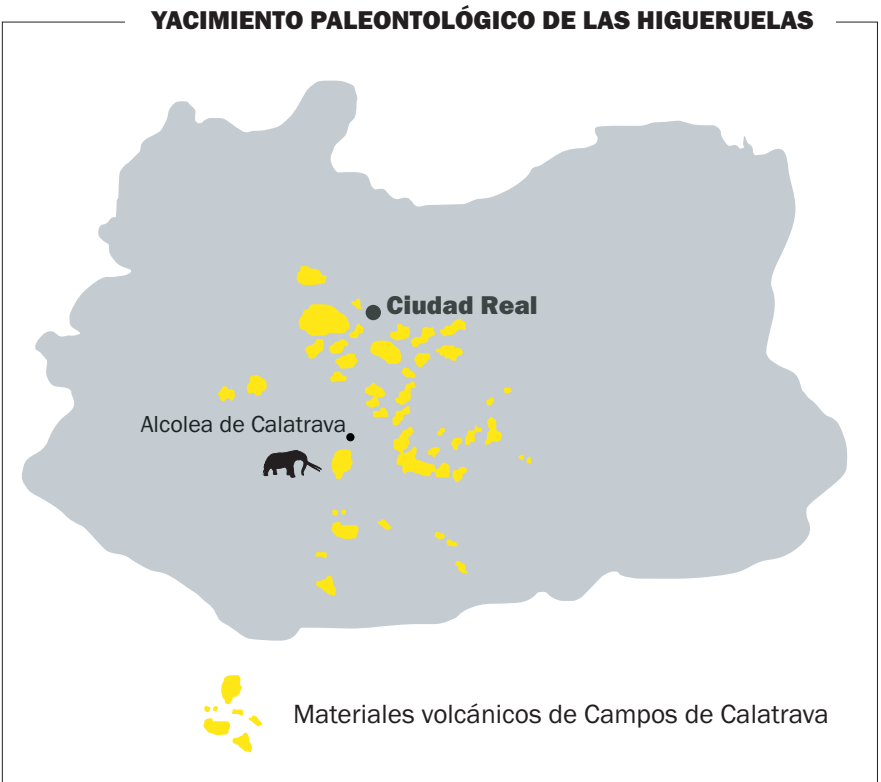 YACIMIENTO PALEONTOLÓGICO DE LAS HIGUERUELAS
Ciudad Real
Alcolea de Calatrava
Materiales volcánicos de Campos de Calatrava